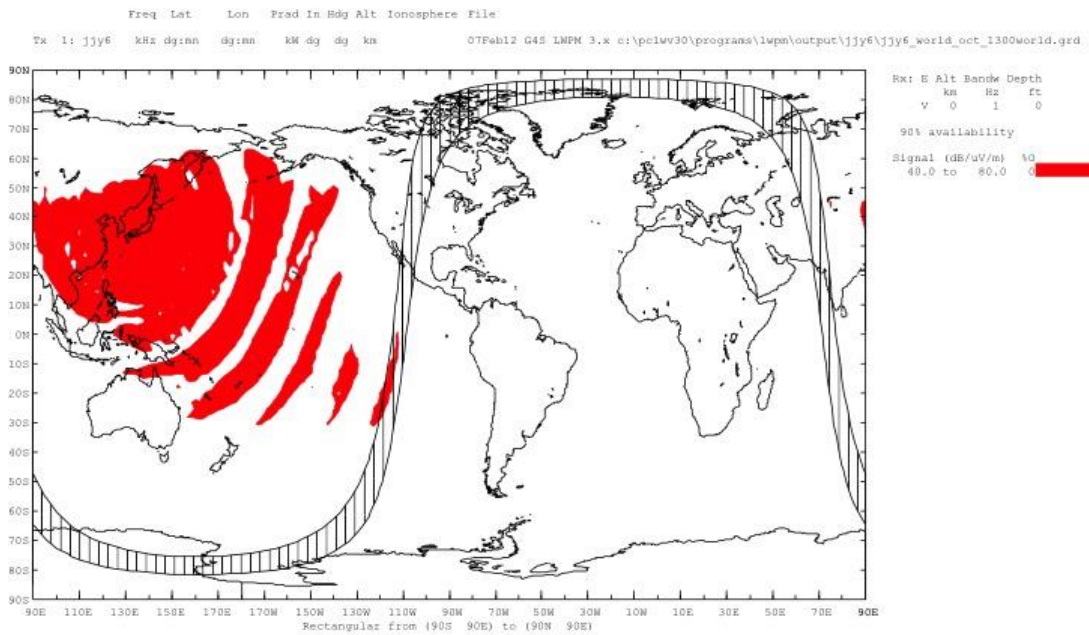 Freq Lat Lon Prad In Hdg Alt Ionosphere File
Tx 1: jjy6 kHz dg:mn dg:mn kW dg dg km 07Feb12 G4S LWPM 3.x c:\pclwv30\programs\lwpm\output\jjy6\jjy6_world_oct_1300world.grd
Rx: E Alt Bandw Depth
km Hz ft
V 0 1 0
90% availability
Signal (dB/uV/m) %O
40.0 to 80.0 0
90N
80N
70N
60N
50N
40N
30N
20N
10N
0N
10S
20S
30S
40S
50S
60S
70S
80S
90S
90E 110E 130E 150E 170E 170W 150W 130W 110W 90W 70W 50W 30W 10W 10E 30E 50E 70E 90E
Rectangular from (90S 90E) to (90N 90E)